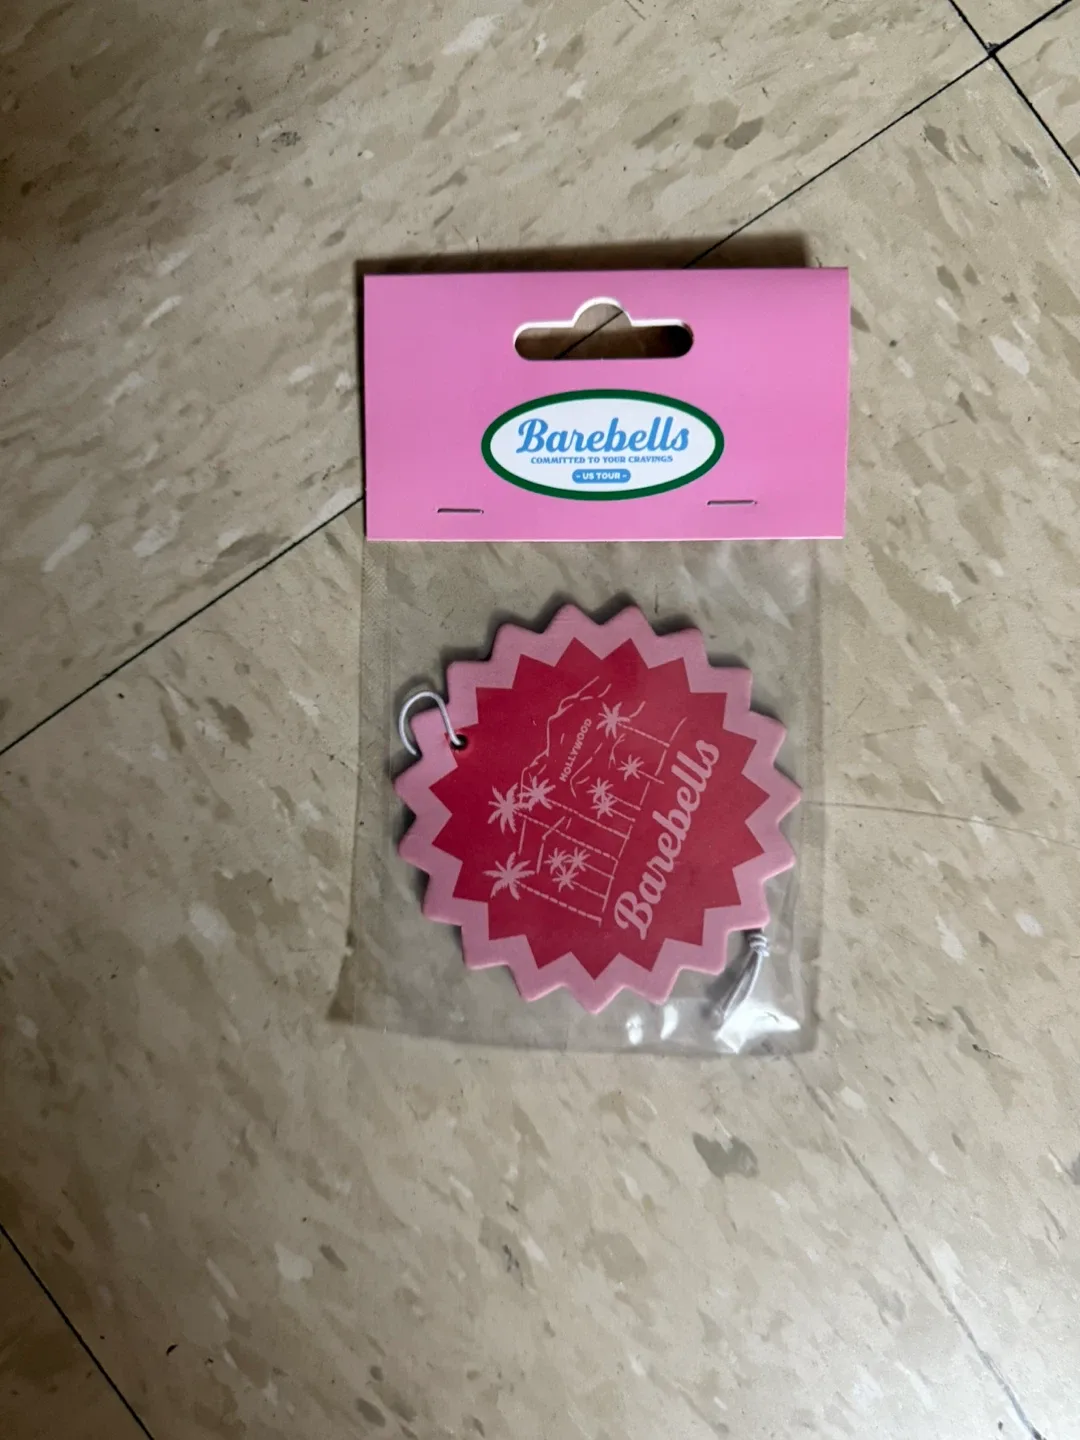 Barebells
COMMITTED TO YOUR CRAVINGS
- US TOUR -
HOLLYWOOD
Barebells